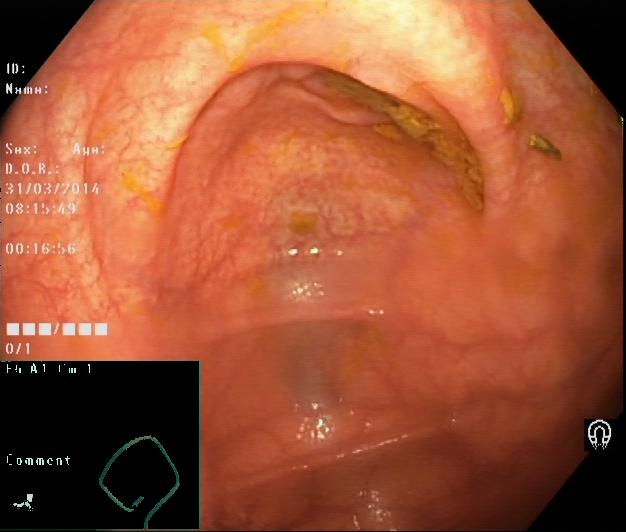 ID:
Name:
Sex: Age:
D.O.B.:
31/03/2014
08:15:49
00:16:56
0/1
Comment